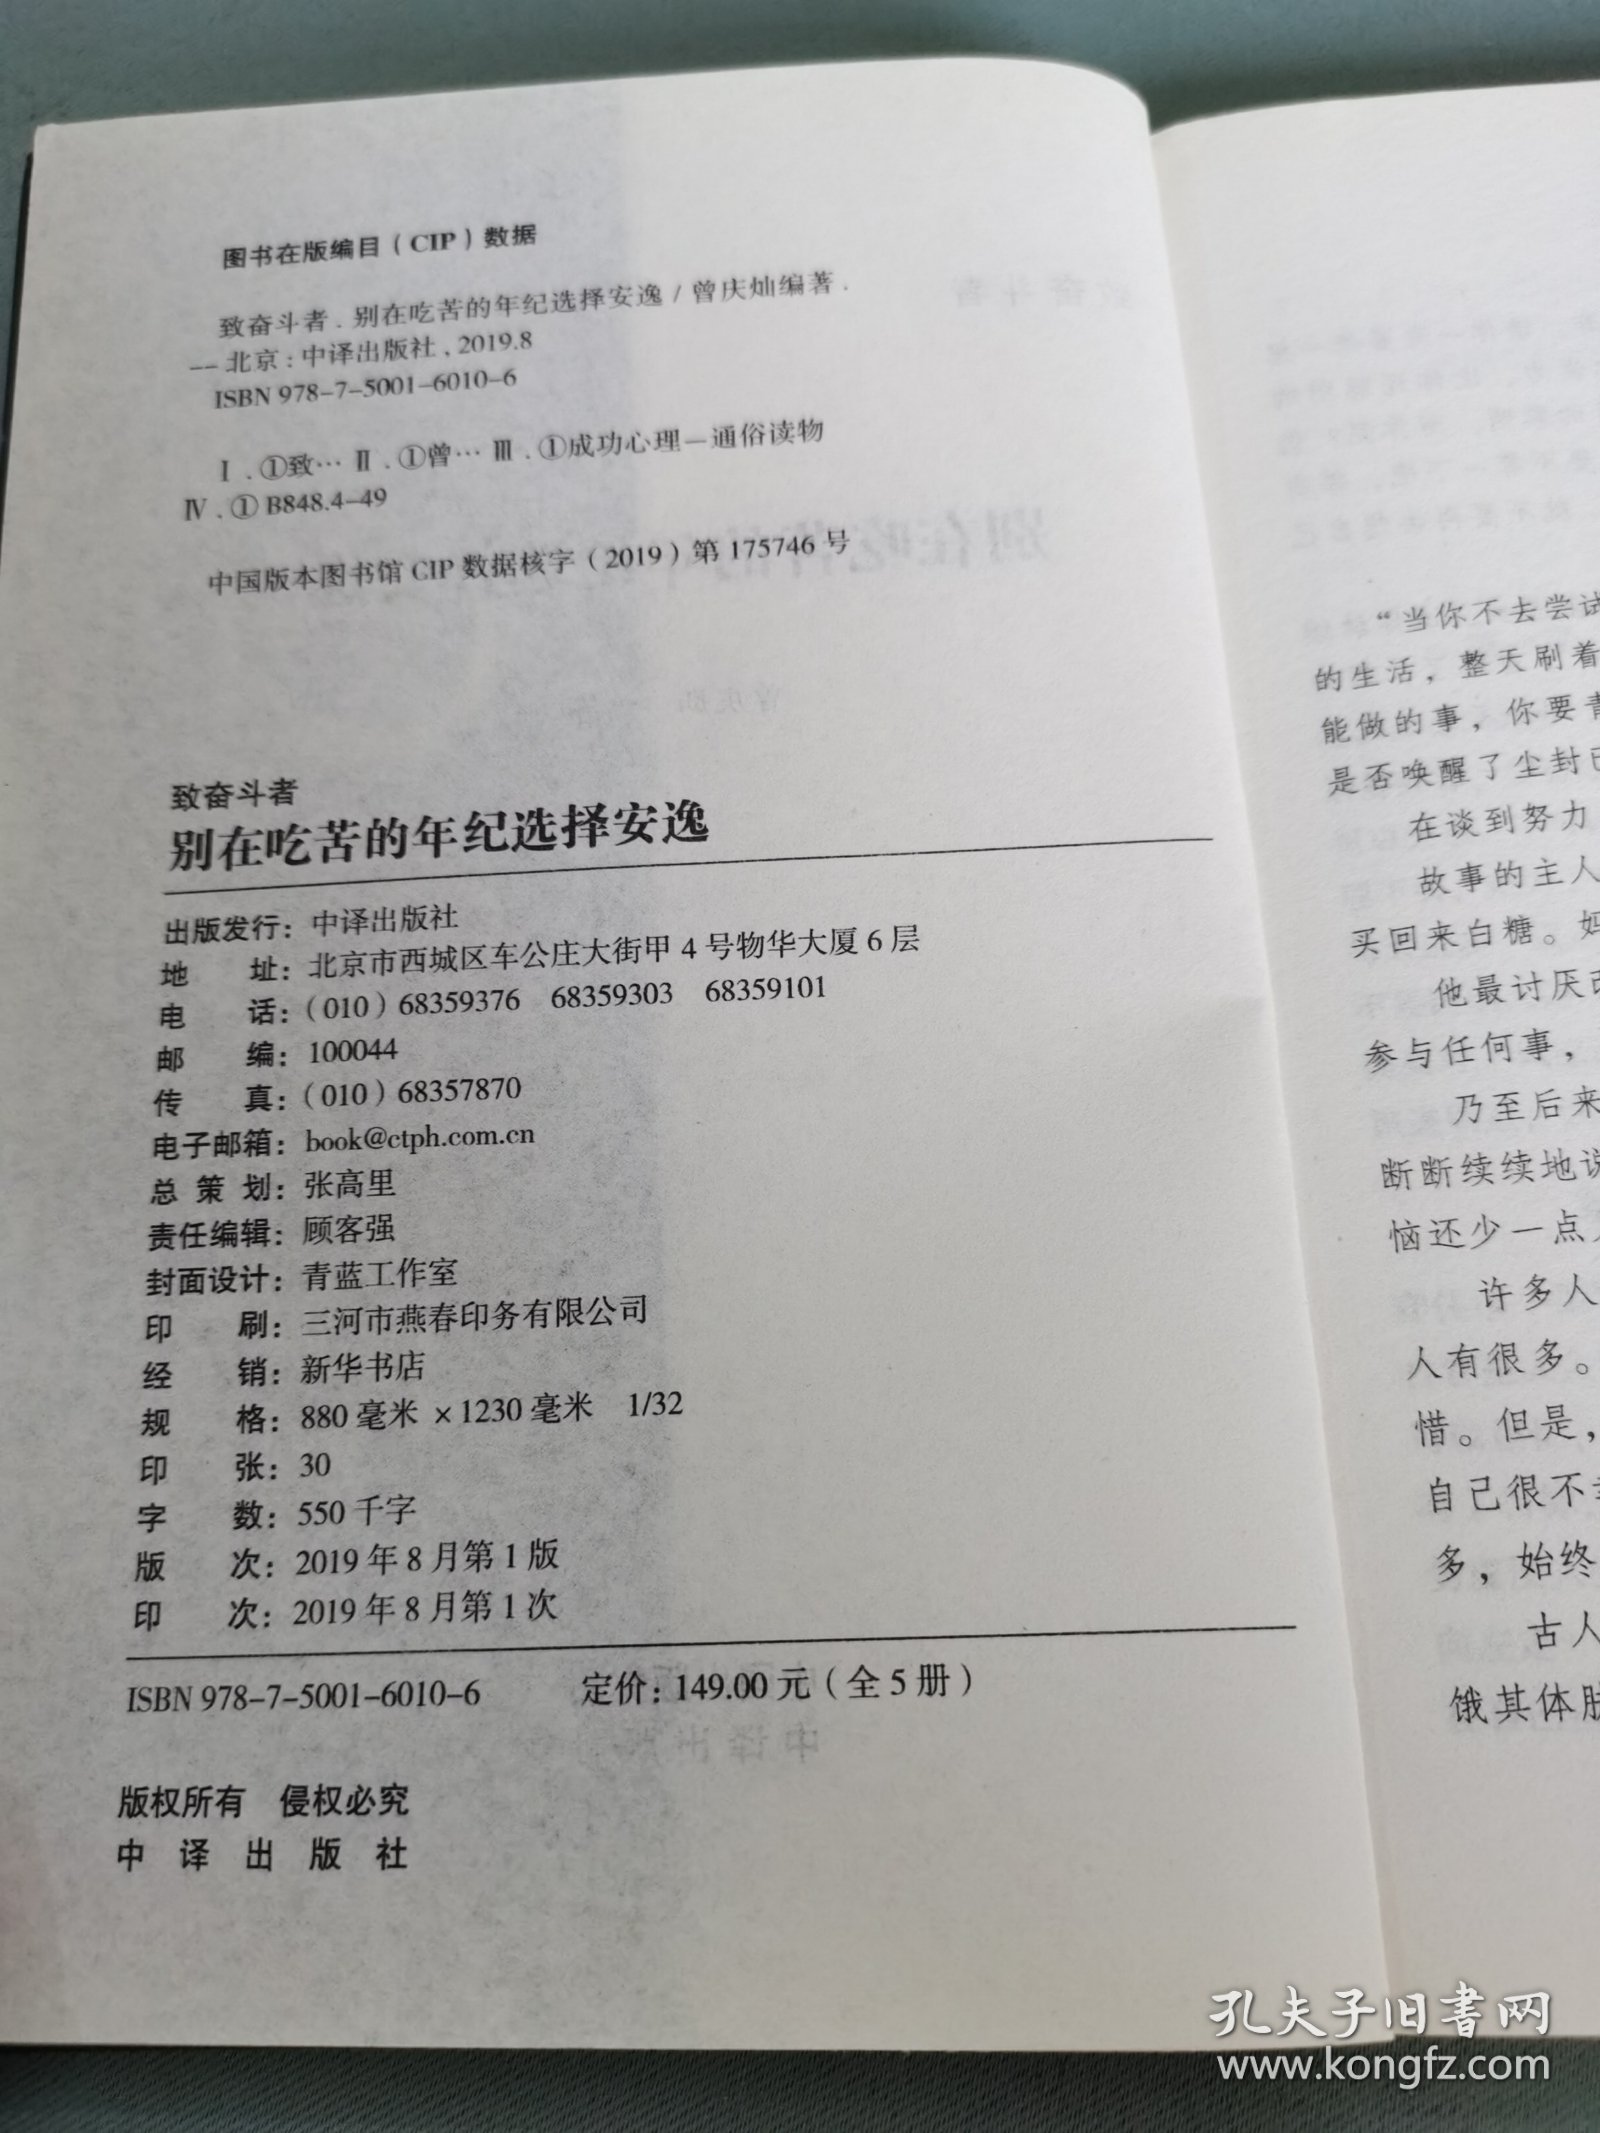 图书在版编目（CIP）数据
致奋斗者．别在吃苦的年纪选择安逸 / 曾庆灿编著．
-- 北京：中译出版社，2019.8
ISBN 978-7-5001-6010-6
Ⅰ．①致… Ⅱ．①曾… Ⅲ．①成功心理—通俗读物
Ⅳ．① B848.4-49
中国版本图书馆 CIP 数据核字（2019）第 175746 号
致奋斗者
别在吃苦的年纪选择安逸
出版发行：中译出版社
地　　址：北京市西城区车公庄大街甲 4 号物华大厦 6 层
电　　话：（010）68359376　68359303　68359101
邮　　编：100044
传　　真：（010）68357870
电子邮箱：book@ctph.com.cn
总 策 划：张高里
责任编辑：顾客强
封面设计：青蓝工作室
印　　刷：三河市燕春印务有限公司
经　　销：新华书店
规　　格：880 毫米 × 1230 毫米　1/32
印　　张：30
字　　数：550 千字
版　　次：2019 年 8 月第 1 版
印　　次：2019 年 8 月第 1 次
ISBN 978-7-5001-6010-6　　定价：149.00 元（全 5 册）
版权所有　侵权必究
中 译 出 版 社
“当你不去尝试
的生活，整天刷着
能做的事，你要青
是否唤醒了尘封已
在谈到努力
故事的主人
买回来白糖。妈
他最讨厌改
参与任何事，
乃至后来
断断续续地说
恼还少一点
许多人
人有很多。
惜。但是，
自己很不幸
多，始终
古人
饿其体肤
孔夫子旧书网
www.kongfz.com